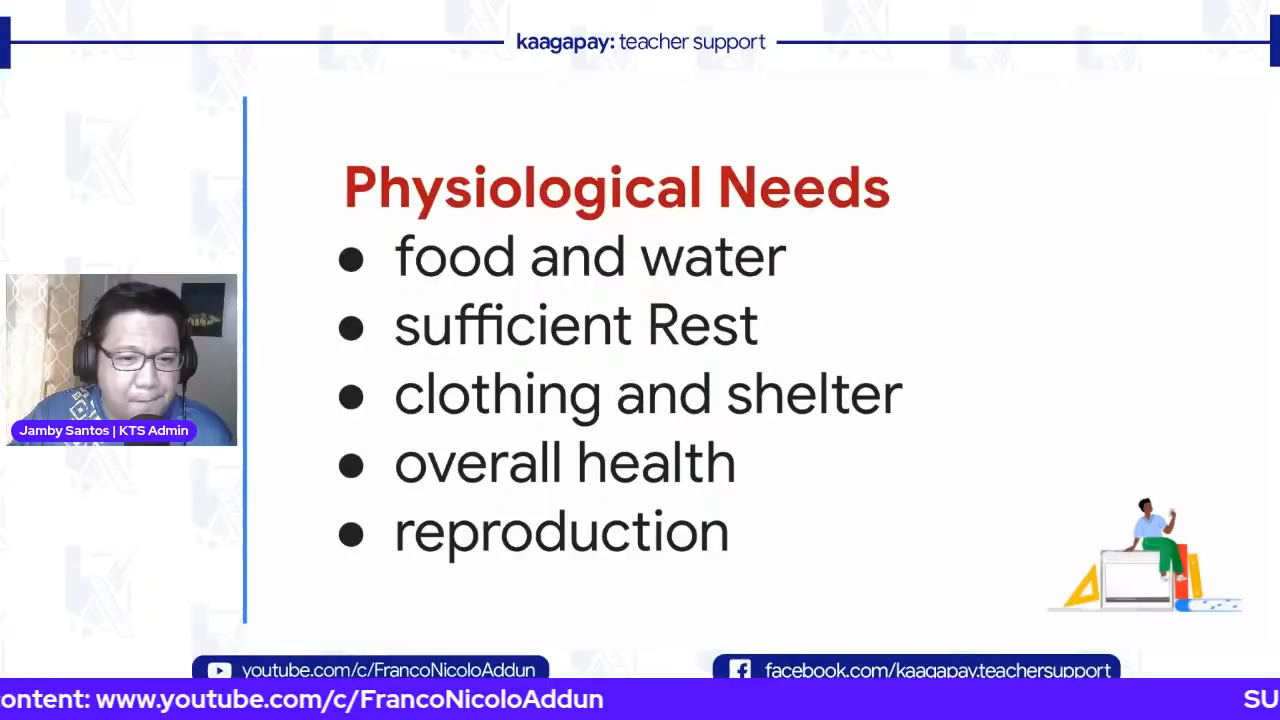 kaagapay: teacher support
Physiological Needs
● food and water
● sufficient Rest
● clothing and shelter
● overall health
● reproduction
Jamby Santos | KTS Admin
youtube.com/c/FrancoNicoloAddun
facebook.com/kaagapay.teachersupport
ontent: www.youtube.com/c/FrancoNicoloAddun SU